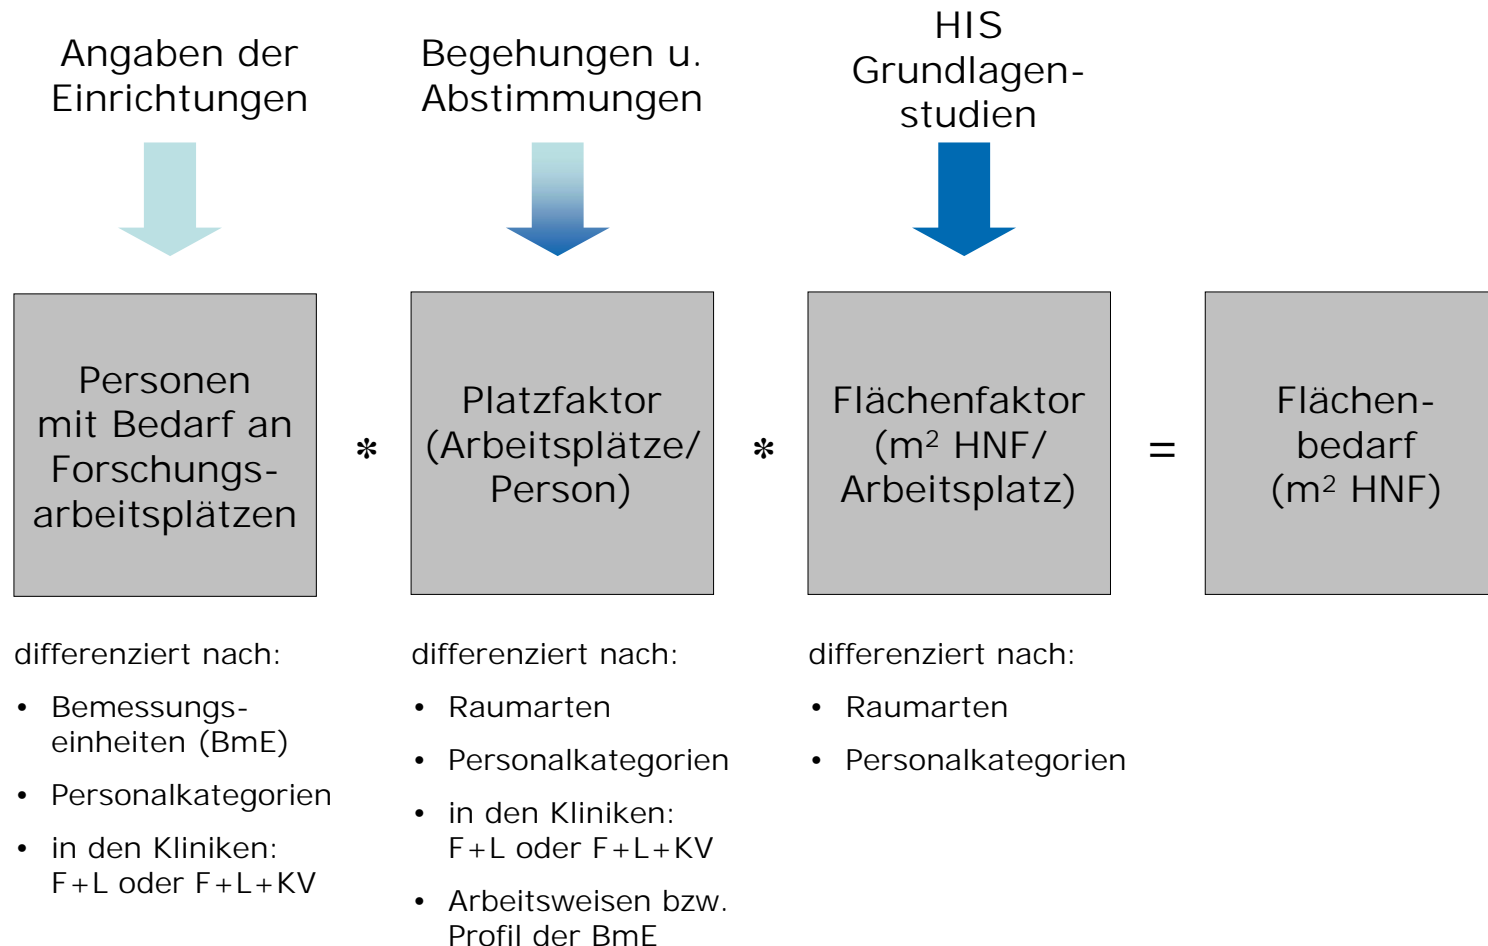 Angaben der
Einrichtungen
Begehungen u.
Abstimmungen
HIS
Grundlagen-
studien
Personen
mit Bedarf an
Forschungs-
arbeitsplätzen
*
Platzfaktor
(Arbeitsplätze/
Person)
*
Flächenfaktor
(m² HNF/
Arbeitsplatz)
=
Flächen-
bedarf
(m² HNF)
differenziert nach:
• Bemessungs-
einheiten (BmE)
• Personalkategorien
• in den Kliniken:
F+L oder F+L+KV
differenziert nach:
• Raumarten
• Personalkategorien
• in den Kliniken:
F+L oder F+L+KV
• Arbeitsweisen bzw.
Profil der BmE
differenziert nach:
• Raumarten
• Personalkategorien